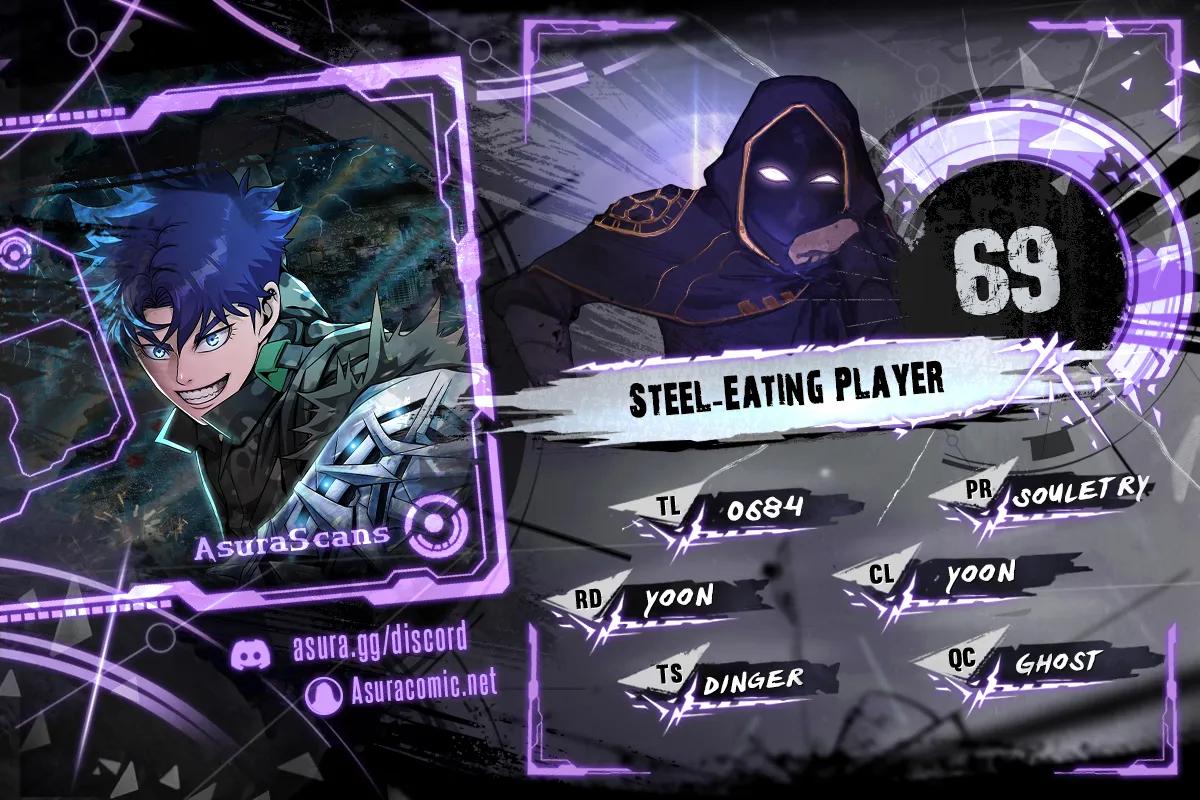 69
STEEL-EATING PLAYER
TL 0684
PR SOULETRY
RD YOON
CL YOON
TS DINGER
QC GHOST
AsuraScans
asura.gg/discord
Asuracomic.net